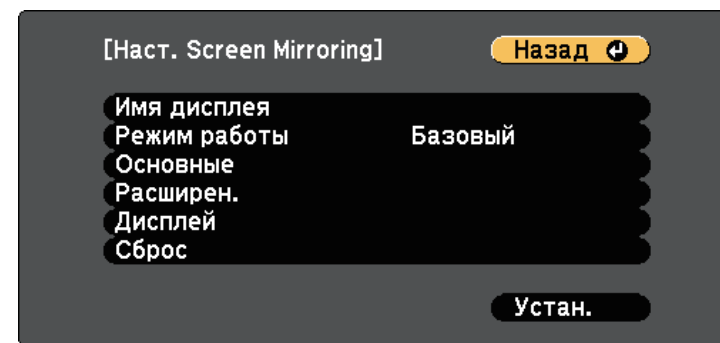 [Наст. Screen Mirroring] Назад
Имя дисплея
Режим работы Базовый
Основные
Расширен.
Дисплей
Сброс
Устан.